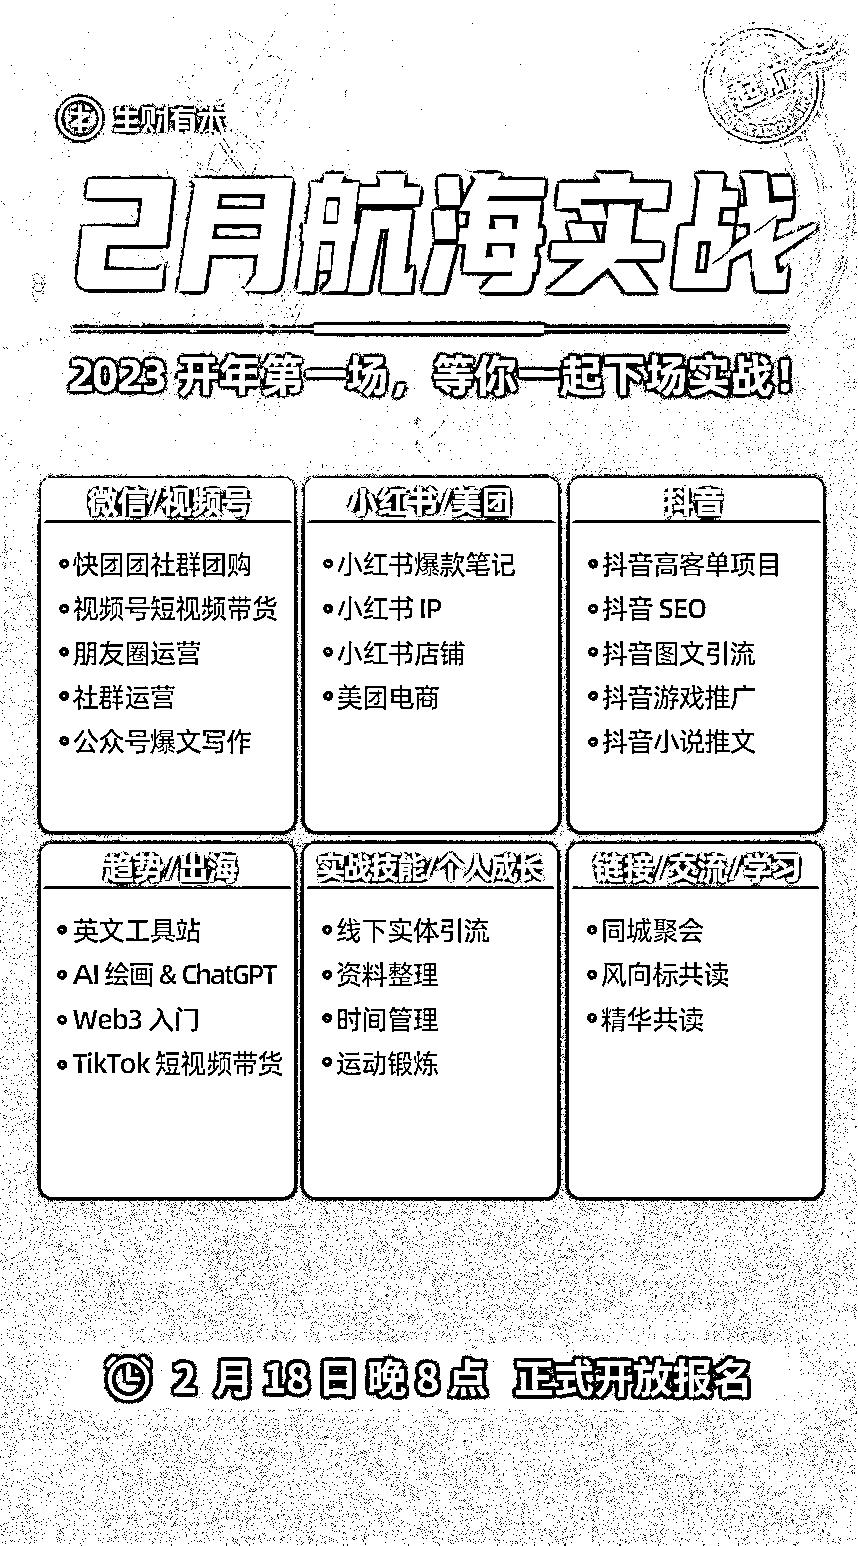 生财有术
2月航海实战
2023 开年第一场，等你一起下场实战！
微信/视频号
快团团社群团购
视频号短视频带货
朋友圈运营
社群运营
公众号爆文写作
小红书/美团
小红书爆款笔记
小红书 IP
小红书店铺
美团电商
抖音
抖音高客单项目
抖音 SEO
抖音图文引流
抖音游戏推广
抖音小说推文
趋势/出海
英文工具站
AI 绘画 & ChatGPT
Web3 入门
TikTok 短视频带货
实战技能/个人成长
线下实体引流
资料整理
时间管理
运动锻炼
链接/交流/学习
同城聚会
风向标共读
精华共读
2 月 18 日 晚 8 点 正式开放报名